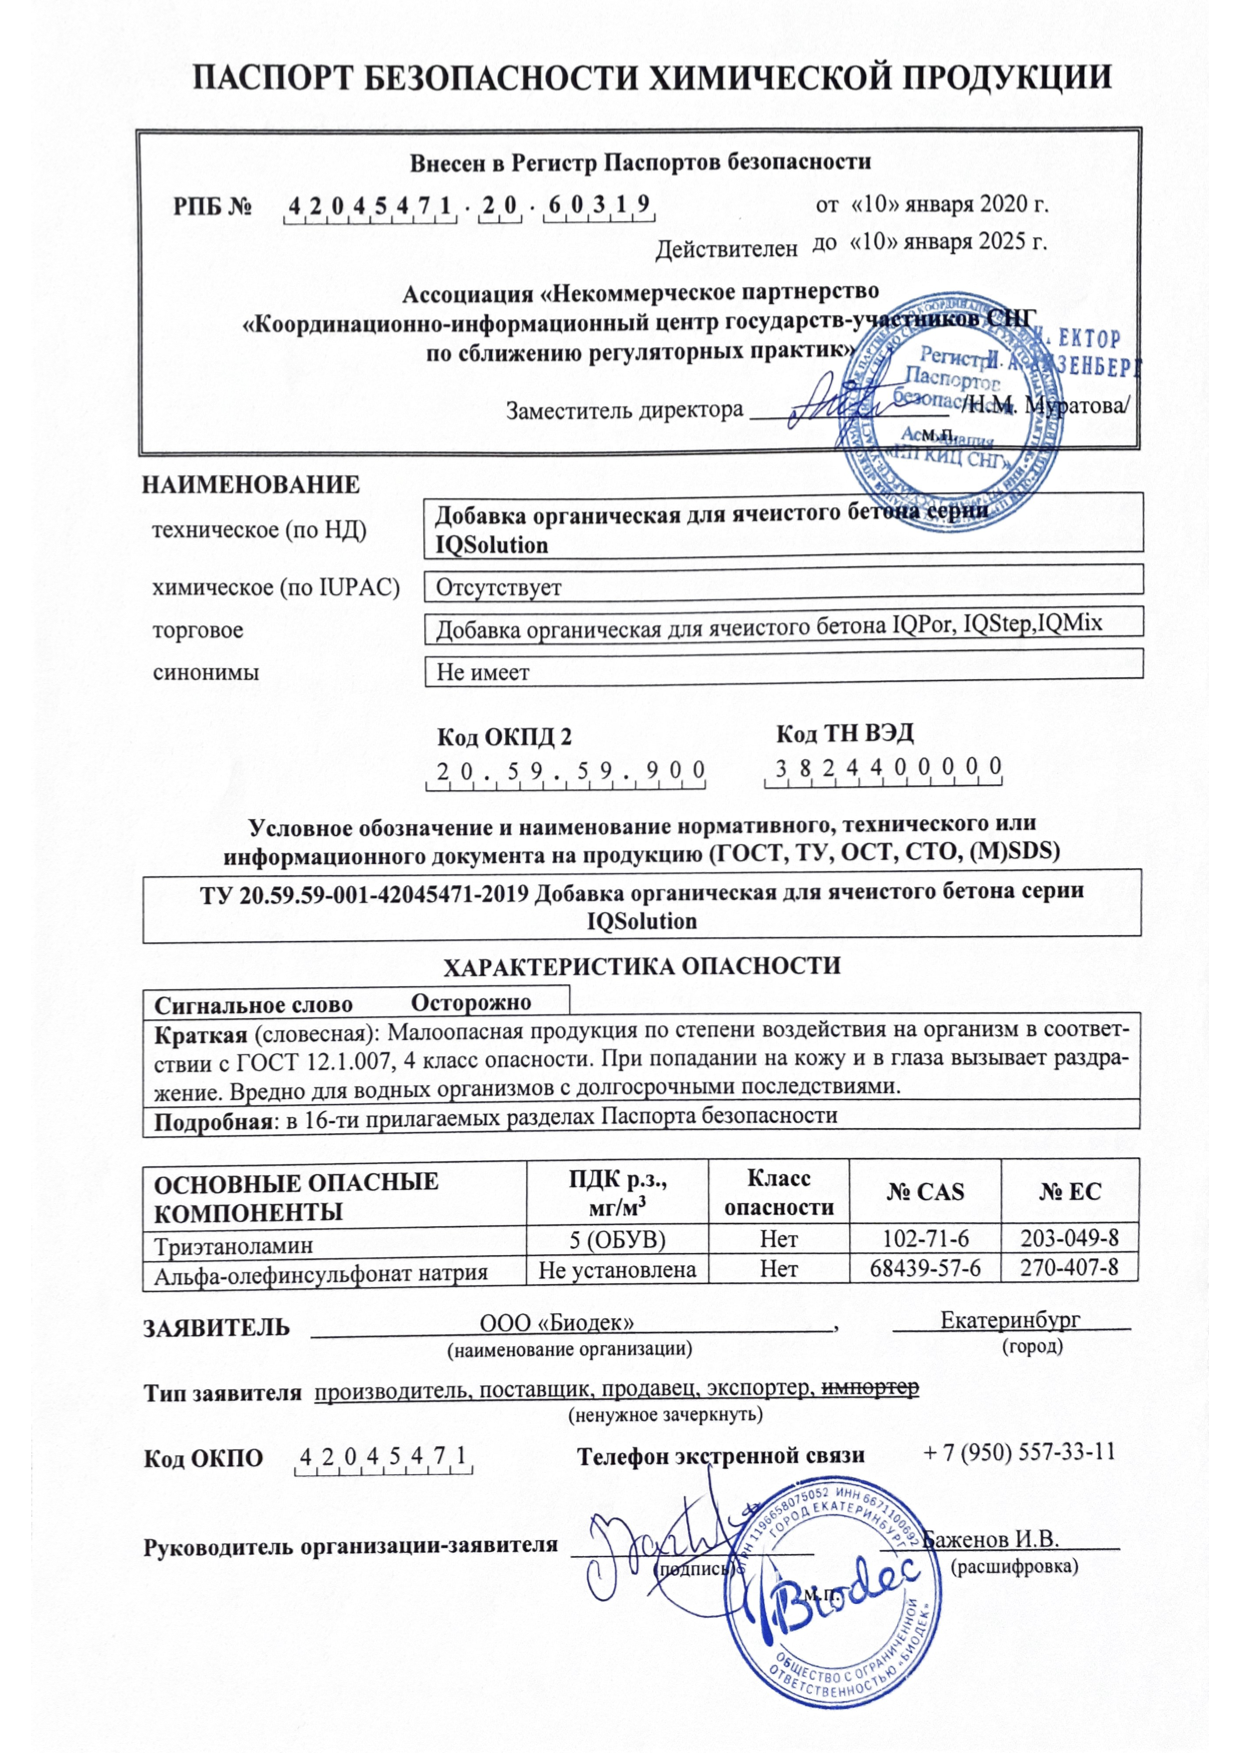 ПАСПОРТ БЕЗОПАСНОСТИ ХИМИЧЕСКОЙ ПРОДУКЦИИ
Внесен в Регистр Паспортов безопасности
РПБ № 42045471 . 20 . 60319 от «10» января 2020 г.
Действителен до «10» января 2025 г.
Ассоциация «Некоммерческое партнерство
«Координационно-информационный центр государств-участников СНГ
по сближению регуляторных практик»
Заместитель директора /Н.М. Муратова/
м.п.
Регистр
Паспортов
безопасности
Ассоциация
«НП КИЦ СНГ»
НАИМЕНОВАНИЕ
техническое (по НД) Добавка органическая для ячеистого бетона серии
IQSolution
химическое (по IUPAC) Отсутствует
торговое Добавка органическая для ячеистого бетона IQPor, IQStep,IQMix
синонимы Не имеет
Код ОКПД 2 Код ТН ВЭД
20.59.59.900 3824400000
Условное обозначение и наименование нормативного, технического или
информационного документа на продукцию (ГОСТ, ТУ, ОСТ, СТО, (M)SDS)
ТУ 20.59.59-001-42045471-2019 Добавка органическая для ячеистого бетона серии
IQSolution
ХАРАКТЕРИСТИКА ОПАСНОСТИ
Сигнальное слово Осторожно
Краткая (словесная): Малоопасная продукция по степени воздействия на организм в соответ-
ствии с ГОСТ 12.1.007, 4 класс опасности. При попадании на кожу и в глаза вызывает раздра-
жение. Вредно для водных организмов с долгосрочными последствиями.
Подробная: в 16-ти прилагаемых разделах Паспорта безопасности
ОСНОВНЫЕ ОПАСНЫЕ КОМПОНЕНТЫ ПДК р.з., мг/м³ Класс опасности № CAS № EC
Триэтаноламин 5 (ОБУВ) Нет 102-71-6 203-049-8
Альфа-олефинсульфонат натрия Не установлена Нет 68439-57-6 270-407-8
ЗАЯВИТЕЛЬ ООО «Биодек», Екатеринбург
(наименование организации) (город)
Тип заявителя производитель, поставщик, продавец, экспортер, импортер
(ненужное зачеркнуть)
Код ОКПО 42045471 Телефон экстренной связи + 7 (950) 557-33-11
Руководитель организации-заявителя Баженов И.В.
(подпись) (расшифровка)
м.п.
ОГРН 1196658075052 ИНН 6671100692
ГОРОД ЕКАТЕРИНБУРГ
Biodec
ОБЩЕСТВО С ОГРАНИЧЕННОЙ
ОТВЕТСТВЕННОСТЬЮ «БИОДЕК»